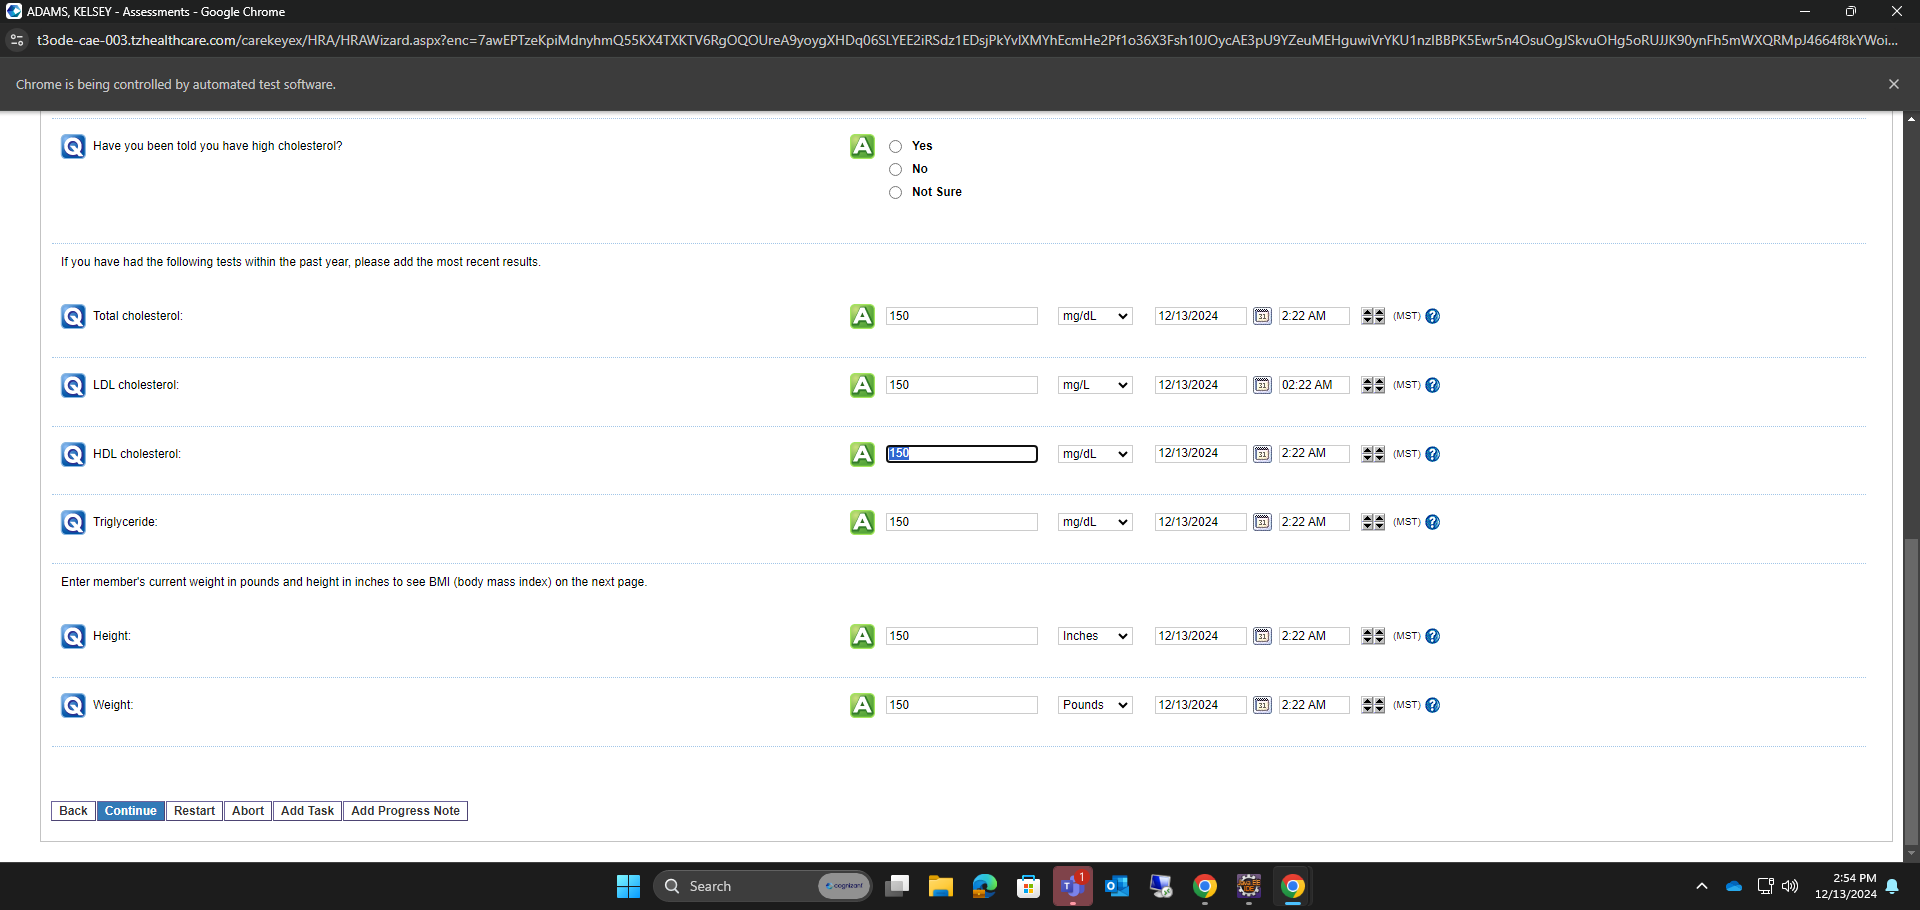 ADAMS, KELSEY - Assessments - Google Chrome
t3ode-cae-003.tzhealthcare.com/carekeyex/HRA/HRAWizard.aspx?enc=7awEPTzeKpiMdnyhmQ55KX4TXKTV6RgOQOUreA9yoygXHDq06SLYEE2iRSdz1EDsjPkYvlXMYhEcmHe2Pf1o36X3Fsh10JOycAE3pU9YZeuMEHguwiVrYKU1nzlBBPK5Ewr5n4OsuOgJSkvuOHg5oRUJJK90ynFh5mWXQRMpJ4664f8kYWoi...
Chrome is being controlled by automated test software.
Q Have you been told you have high cholesterol? A Yes
No
Not Sure
If you have had the following tests within the past year, please add the most recent results.
Q Total cholesterol: A 150 mg/dL 12/13/2024 31 2:22 AM (MST) ?
Q LDL cholesterol: A 150 mg/L 12/13/2024 31 02:22 AM (MST) ?
Q HDL cholesterol: A 150 mg/dL 12/13/2024 31 2:22 AM (MST) ?
Q Triglyceride: A 150 mg/dL 12/13/2024 31 2:22 AM (MST) ?
Enter member's current weight in pounds and height in inches to see BMI (body mass index) on the next page.
Q Height: A 150 Inches 12/13/2024 31 2:22 AM (MST) ?
Q Weight: A 150 Pounds 12/13/2024 31 2:22 AM (MST) ?
Back Continue Restart Abort Add Task Add Progress Note
Search cognizant 1 2:54 PM
12/13/2024